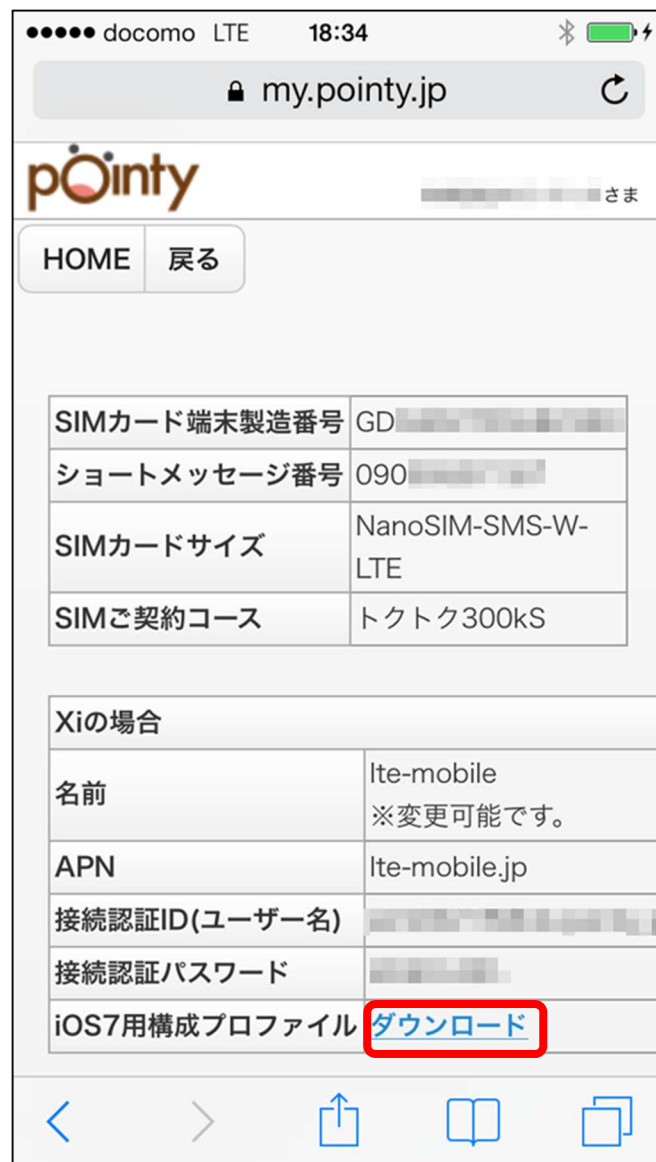 docomo LTE 18:34
my.pointy.jp
pointy
さま
HOME 戻る
SIMカード端末製造番号 GD
ショートメッセージ番号 090
SIMカードサイズ NanoSIM-SMS-W-
LTE
SIMご契約コース トクトク300kS
Xiの場合
名前 lte-mobile
※変更可能です。
APN lte-mobile.jp
接続認証ID(ユーザー名)
接続認証パスワード
iOS7用構成プロファイル ダウンロード